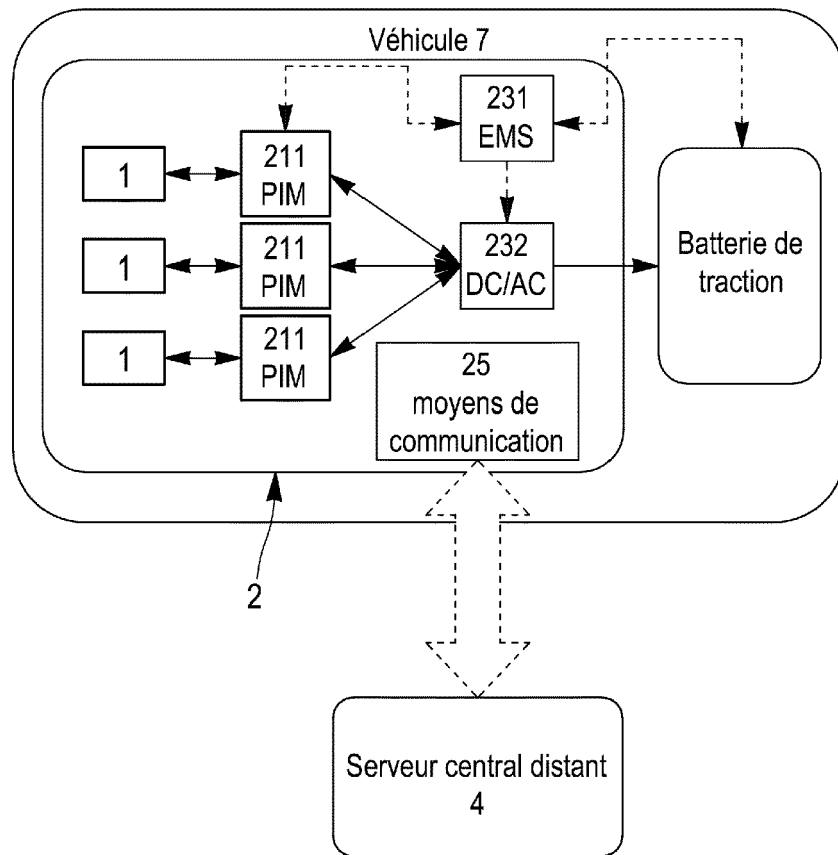 Véhicule 7
231
EMS
211
PIM
1
211
PIM
1
211
PIM
1
232
DC/AC
Batterie de
traction
25
moyens de
communication
2
Serveur central distant
4